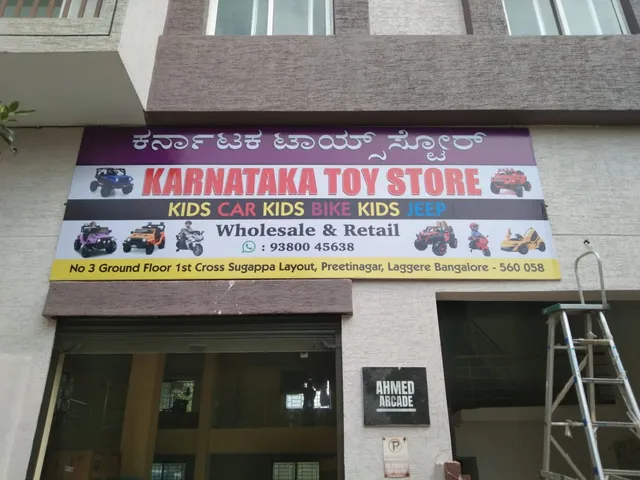 ಕರ್ನಾಟಕ ಟಾಯ್ಸ್ ಸ್ಟೋರ್
KARNATAKA TOY STORE
KIDS CAR KIDS BIKE KIDS JEEP
Wholesale & Retail
: 93800 45638
No 3 Ground Floor 1st Cross Sugappa Layout, Preetinagar, Laggere Bangalore - 560 058
AHMED
ARCADE
P